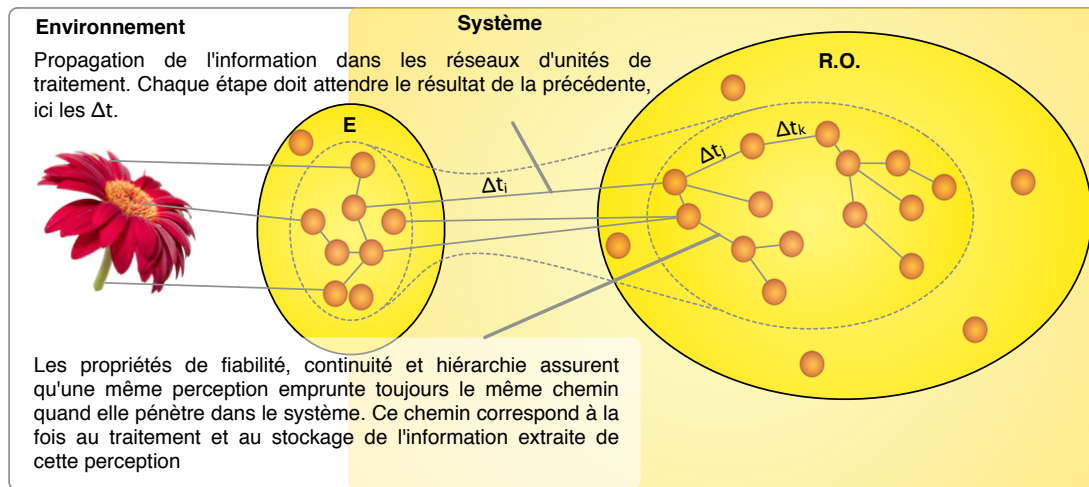 Environnement
Système
Propagation de l'information dans les réseaux d'unités de
traitement. Chaque étape doit attendre le résultat de la précédente,
ici les Δt.
R.O.
E
Δtᵢ
Δtⱼ
Δtₖ
Les propriétés de fiabilité, continuité et hiérarchie assurent
qu'une même perception emprunte toujours le même chemin
quand elle pénètre dans le système. Ce chemin correspond à la
fois au traitement et au stockage de l'information extraite de
cette perception